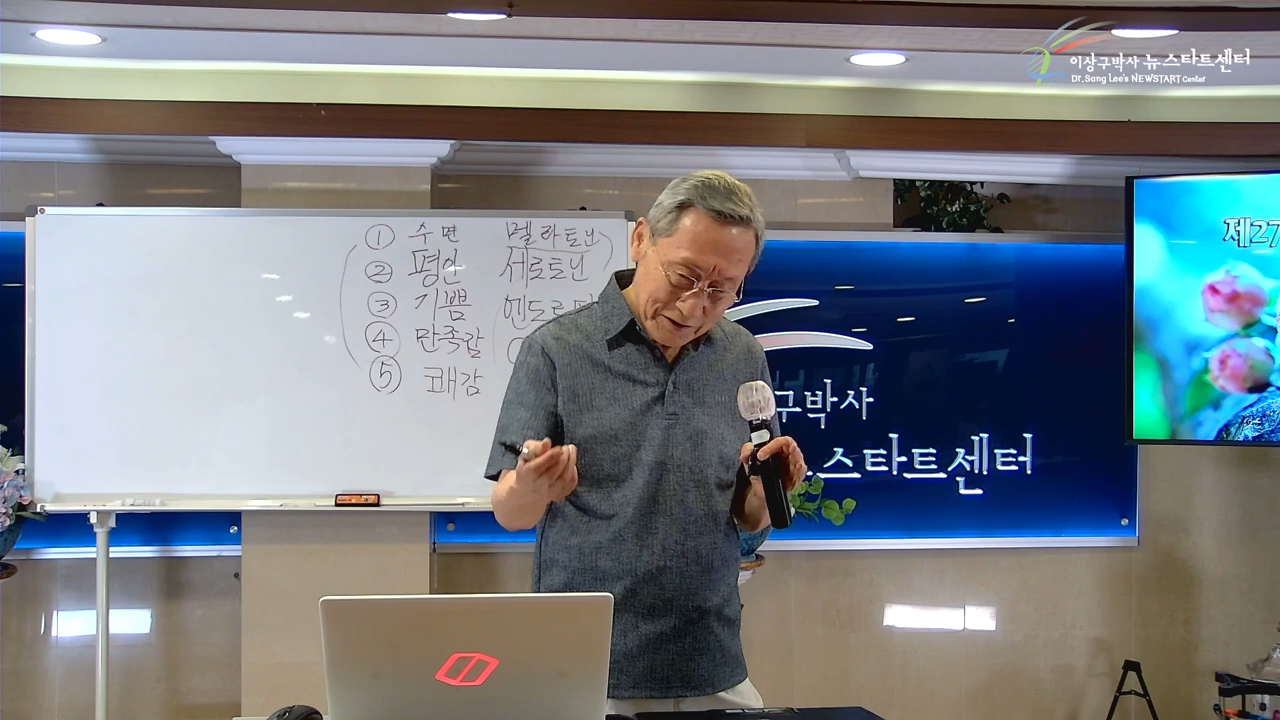 이상구박사 뉴스타트센터
Dr. Sang Lee's NEWSTART Center
① 수면 멜라토닌
② 평안 세로토닌
③ 기쁨 엔도르
④ 만족감
⑤ 쾌감
제27
구박사
스타트센터